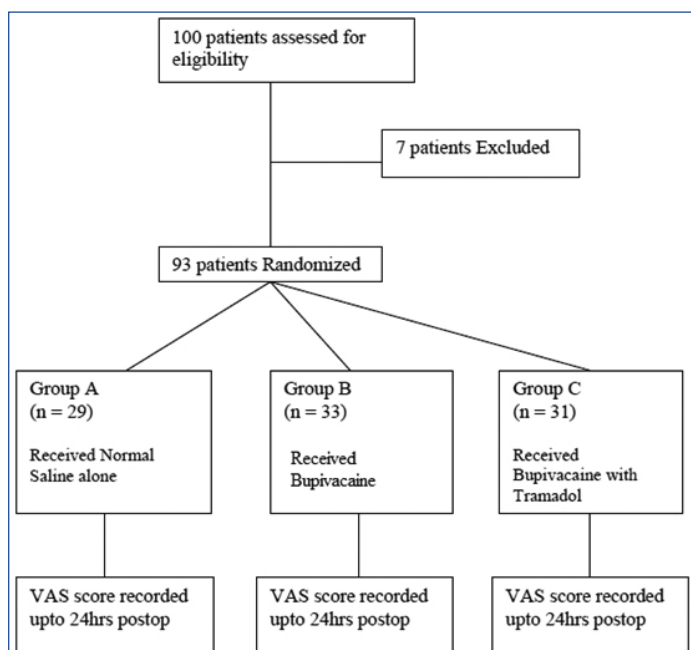 100 patients assessed for
eligibility
7 patients Excluded
93 patients Randomized
Group A
(n = 29)
Received Normal
Saline alone
Group B
(n = 33)
Received
Bupivacaine
Group C
(n = 31)
Received
Bupivacaine with
Tramadol
VAS score recorded
upto 24hrs postop
VAS score recorded
upto 24hrs postop
VAS score recorded
upto 24hrs postop